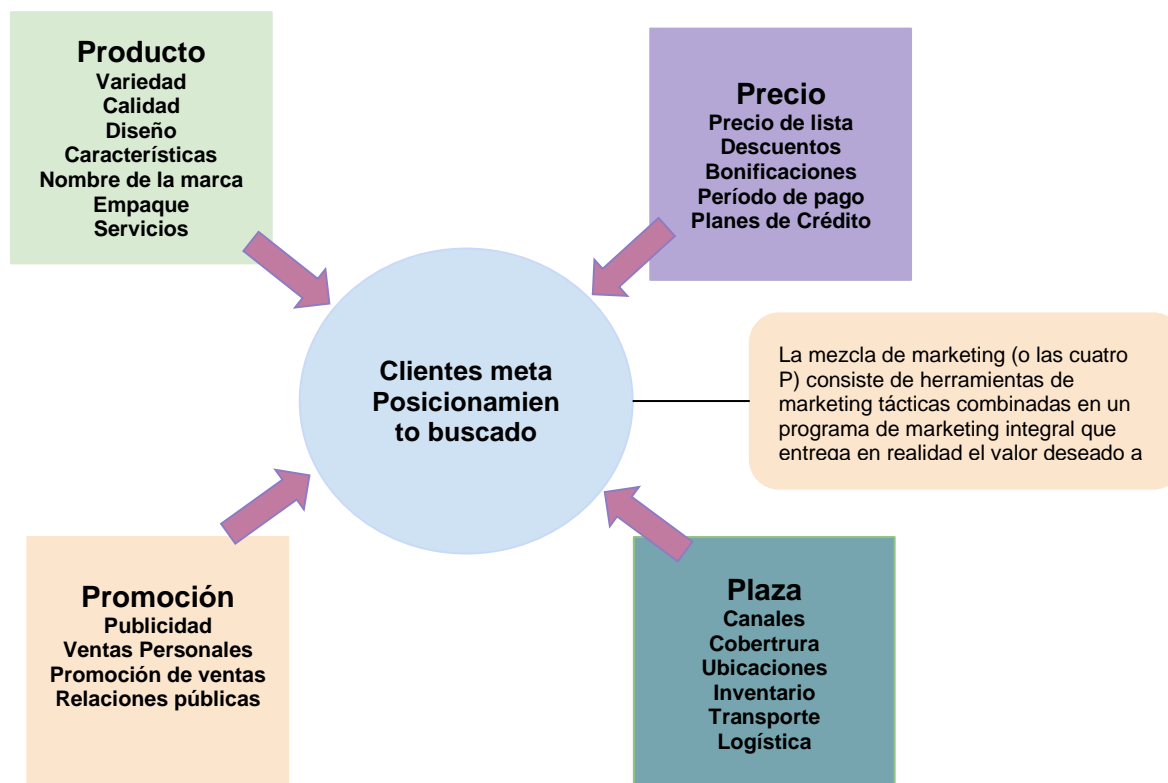 Producto
Variedad
Calidad
Diseño
Características
Nombre de la marca
Empaque
Servicios
Precio
Precio de lista
Descuentos
Bonificaciones
Período de pago
Planes de Crédito
Clientes meta
Posicionamien
to buscado
La mezcla de marketing (o las cuatro
P) consiste de herramientas de
marketing tácticas combinadas en un
programa de marketing integral que
entrega en realidad el valor deseado a
Promoción
Publicidad
Ventas Personales
Promoción de ventas
Relaciones públicas
Plaza
Canales
Cobertrura
Ubicaciones
Inventario
Transporte
Logística